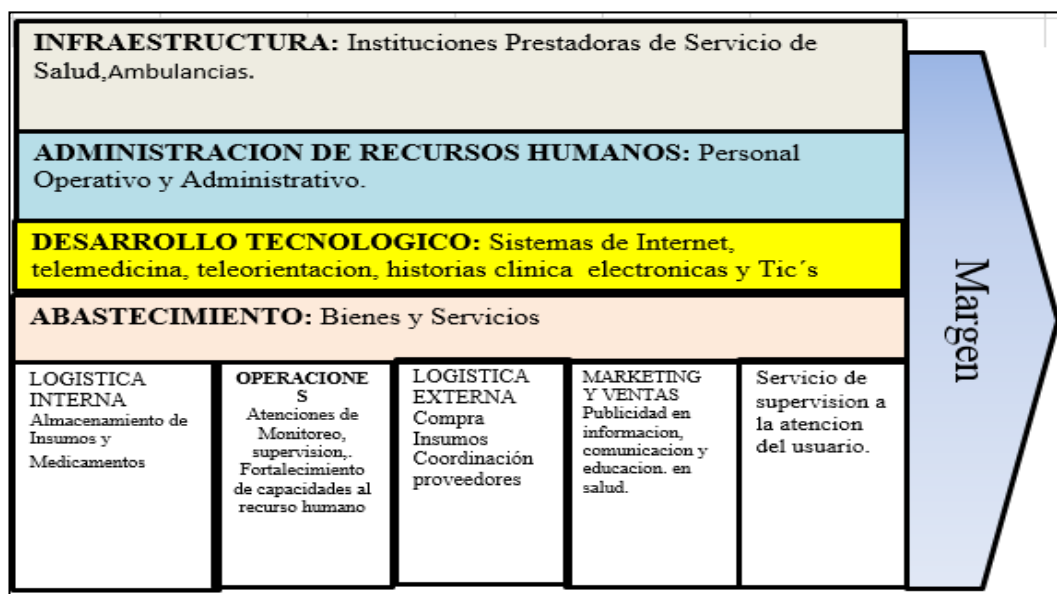 INFRAESTRUCTURA: Instituciones Prestadoras de Servicio de
Salud,Ambulancias.
ADMINISTRACION DE RECURSOS HUMANOS: Personal
Operativo y Administrativo.
DESARROLLO TECNOLOGICO: Sistemas de Internet,
telemedicina, teleorientacion, historias clinica electronicas y Tic´s
ABASTECIMIENTO: Bienes y Servicios
LOGISTICA
INTERNA
Almacenamiento de
Insumos y
Medicamentos
OPERACIONE
S
Atenciones de
Monitoreo,
supervision,.
Fortalecimiento
de capacidades al
recurso humano
LOGISTICA
EXTERNA
Compra
Insumos
Coordinación
proveedores
MARKETING
Y VENTAS
Publicidad en
informacion,
comunicacion y
educacion. en
salud.
Servicio de
supervision a
la atencion
del usuario.
Margen